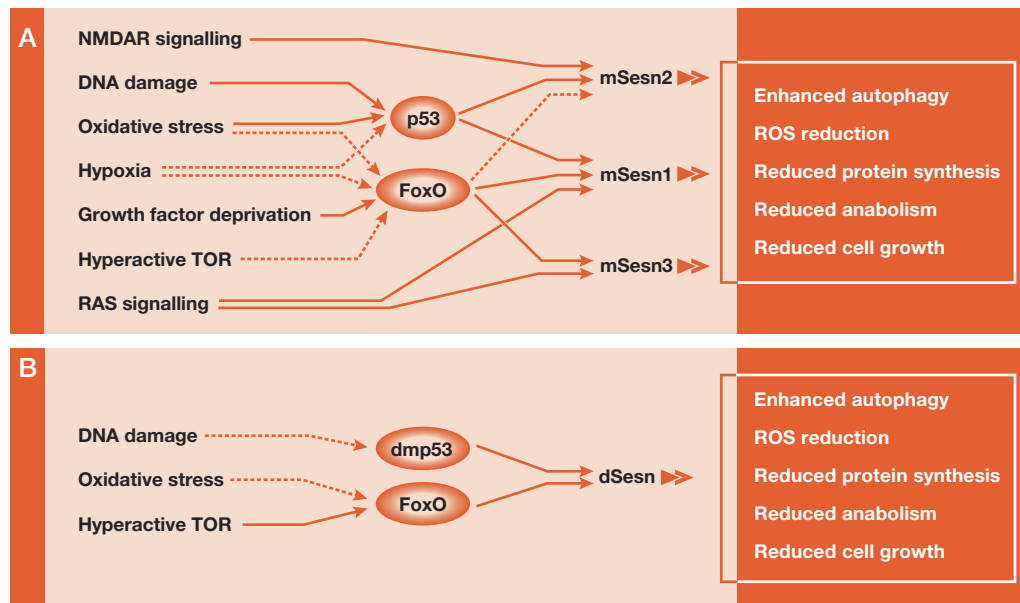 A
NMDAR signalling
DNA damage
Oxidative stress
Hypoxia
Growth factor deprivation
Hyperactive TOR
RAS signalling
p53
FoxO
mSesn2
mSesn1
mSesn3
Enhanced autophagy
ROS reduction
Reduced protein synthesis
Reduced anabolism
Reduced cell growth
B
DNA damage
Oxidative stress
Hyperactive TOR
dmp53
FoxO
dSesn
Enhanced autophagy
ROS reduction
Reduced protein synthesis
Reduced anabolism
Reduced cell growth